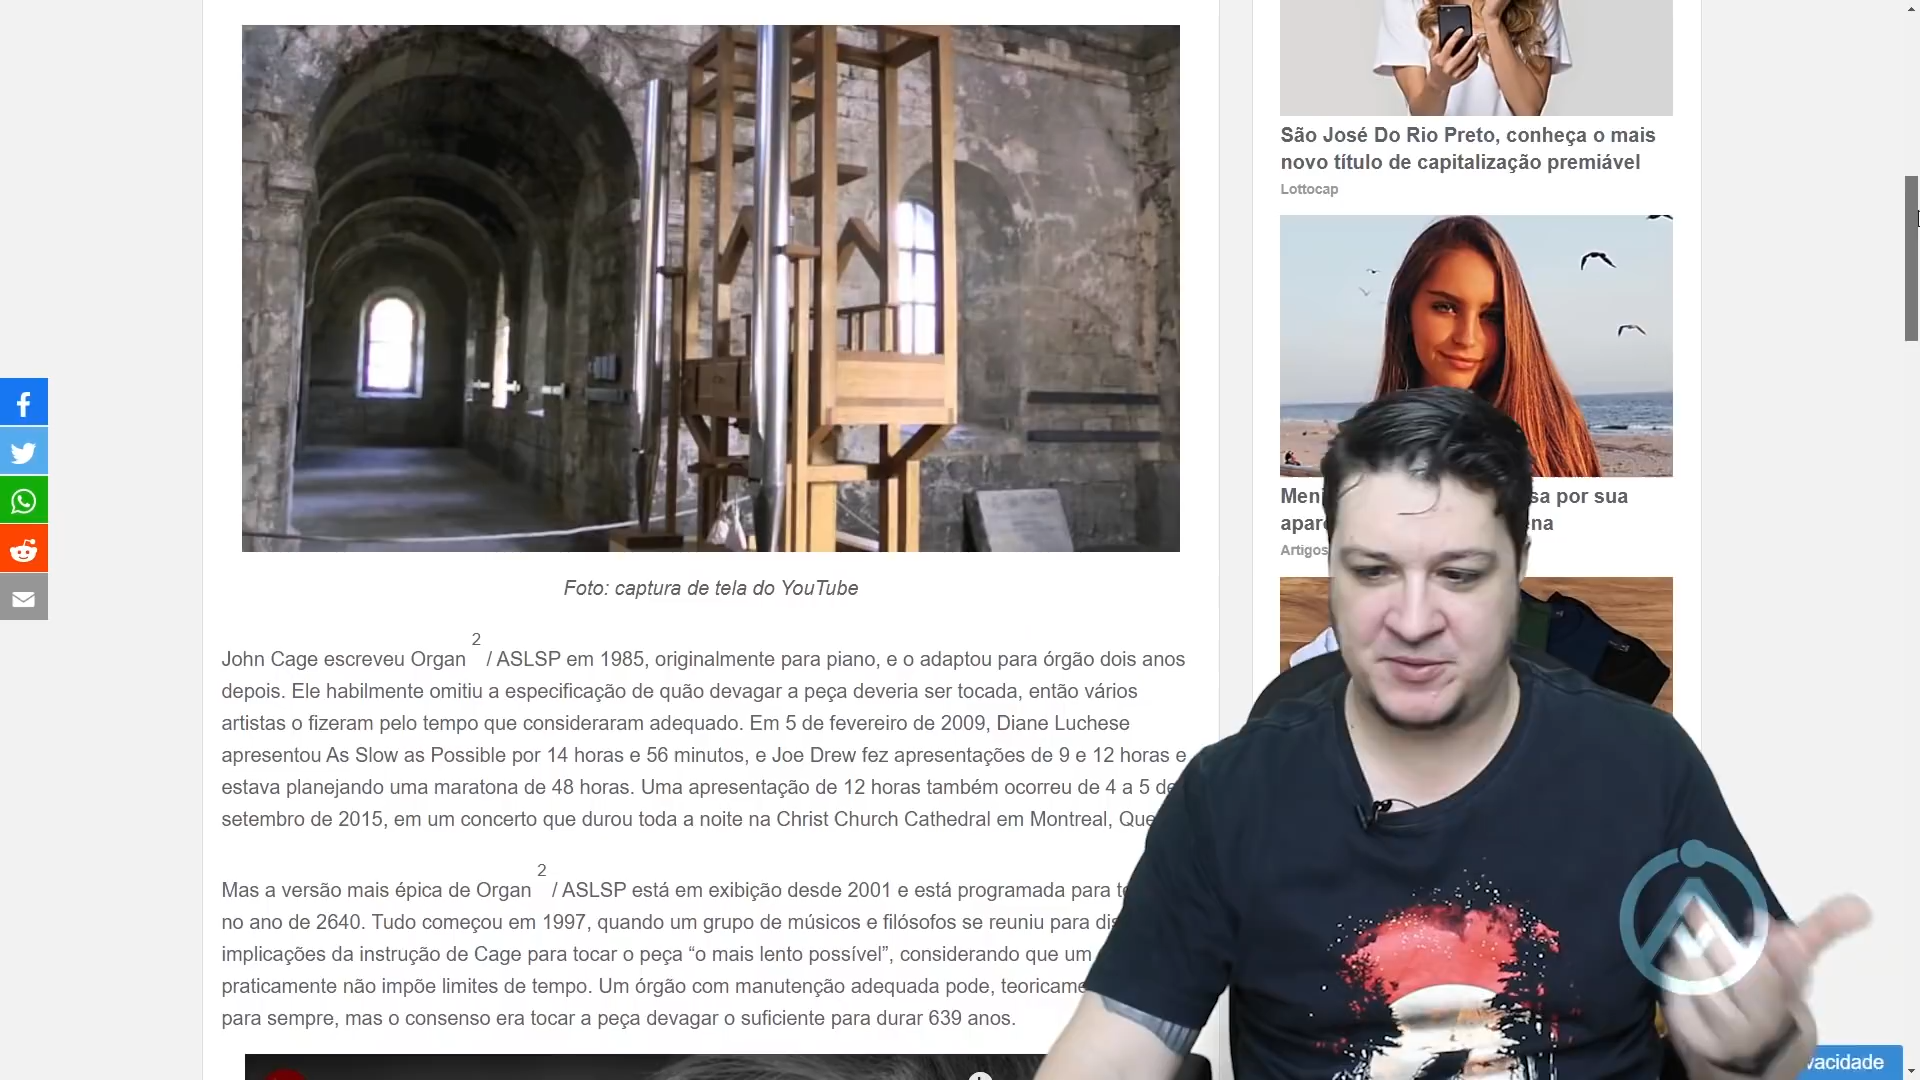 São José Do Rio Preto, conheça o mais
novo título de capitalização premiável
Lottocap
sa por sua
Artigos
Foto: captura de tela do YouTube
John Cage escreveu Organ 2 / ASLSP em 1985, originalmente para piano, e o adaptou para órgão dois anos
depois. Ele habilmente omitiu a especificação de quão devagar a peça deveria ser tocada, então vários
artistas o fizeram pelo tempo que consideraram adequado. Em 5 de fevereiro de 2009, Diane Luchese
apresentou As Slow as Possible por 14 horas e 56 minutos, e Joe Drew fez apresentações de 9 e 12 horas e
estava planejando uma maratona de 48 horas. Uma apresentação de 12 horas também ocorreu de 4 a 5 de
setembro de 2015, em um concerto que durou toda a noite na Christ Church Cathedral em Montreal, Que
Mas a versão mais épica de Organ 2 / ASLSP está em exibição desde 2001 e está programada para
no ano de 2640. Tudo começou em 1997, quando um grupo de músicos e filósofos se reuniu para
implicações da instrução de Cage para tocar o peça “o mais lento possível”, considerando que um
praticamente não impõe limites de tempo. Um órgão com manutenção adequada pode,
para sempre, mas o consenso era tocar a peça devagar o suficiente para durar 639 anos.
vacidade